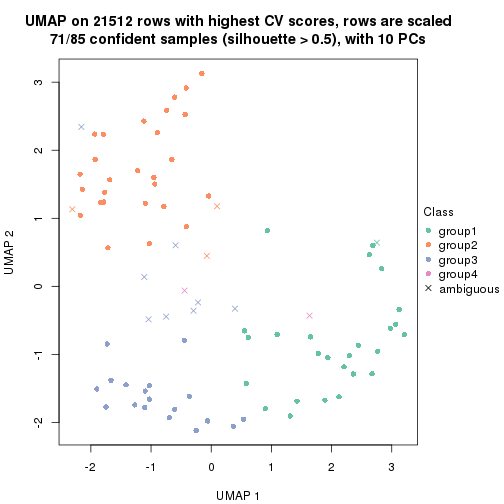 UMAP on 21512 rows with highest CV scores, rows are scaled
71/85 confident samples (silhouette > 0.5), with 10 PCs
3
2
1
0
-1
-2
UMAP 2
-2
-1
0
1
2
3
UMAP 1
Class
group1
group2
group3
group4
ambiguous